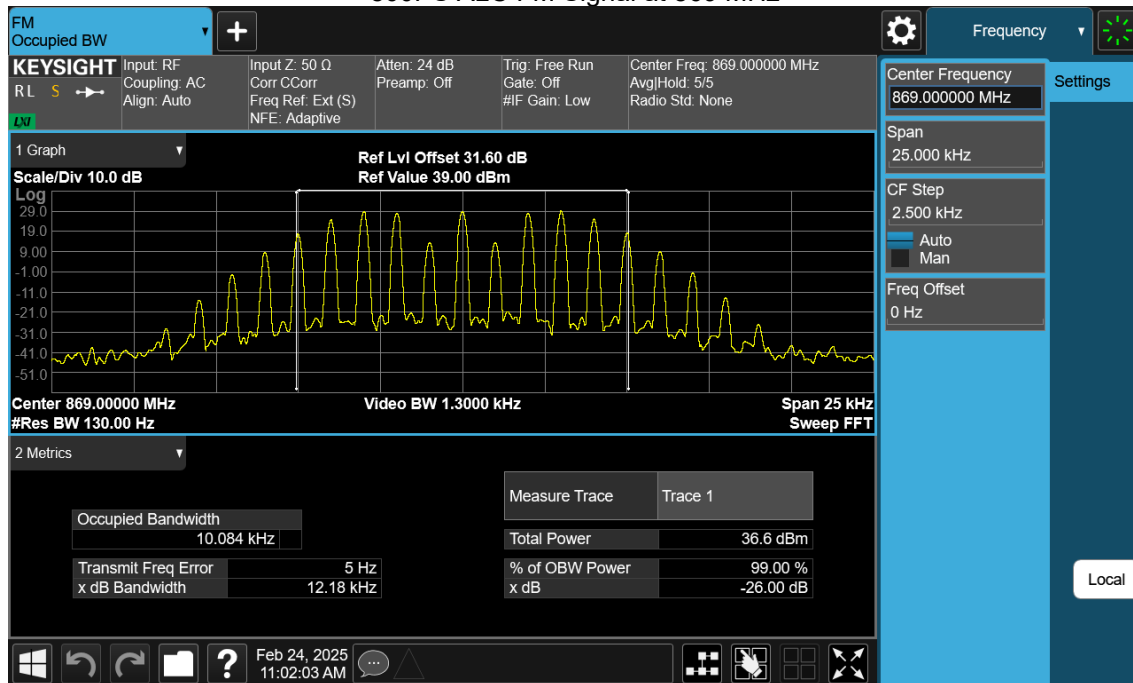 FM
Occupied BW
Frequency
KEYSIGHT
R L S
LXI
Input: RF
Coupling: AC
Align: Auto
Input Z: 50 Ω
Corr CCorr
Freq Ref: Ext (S)
NFE: Adaptive
Atten: 24 dB
Preamp: Off
Trig: Free Run
Gate: Off
#IF Gain: Low
Center Freq: 869.000000 MHz
Avg|Hold: 5/5
Radio Std: None
Center Frequency
869.000000 MHz
Settings
Span
25.000 kHz
CF Step
2.500 kHz
Auto
Man
Freq Offset
0 Hz
Local
1 Graph
Ref Lvl Offset 31.60 dB
Scale/Div 10.0 dB
Ref Value 39.00 dBm
Log
29.0
19.0
9.00
-1.00
-11.0
-21.0
-31.0
-41.0
-51.0
Center 869.00000 MHz
Video BW 1.3000 kHz
Span 25 kHz
#Res BW 130.00 Hz
Sweep FFT
2 Metrics
Measure Trace
Trace 1
Occupied Bandwidth
10.084 kHz
Total Power
36.6 dBm
Transmit Freq Error
5 Hz
% of OBW Power
99.00 %
x dB Bandwidth
12.18 kHz
x dB
-26.00 dB
?
Feb 24, 2025
11:02:03 AM